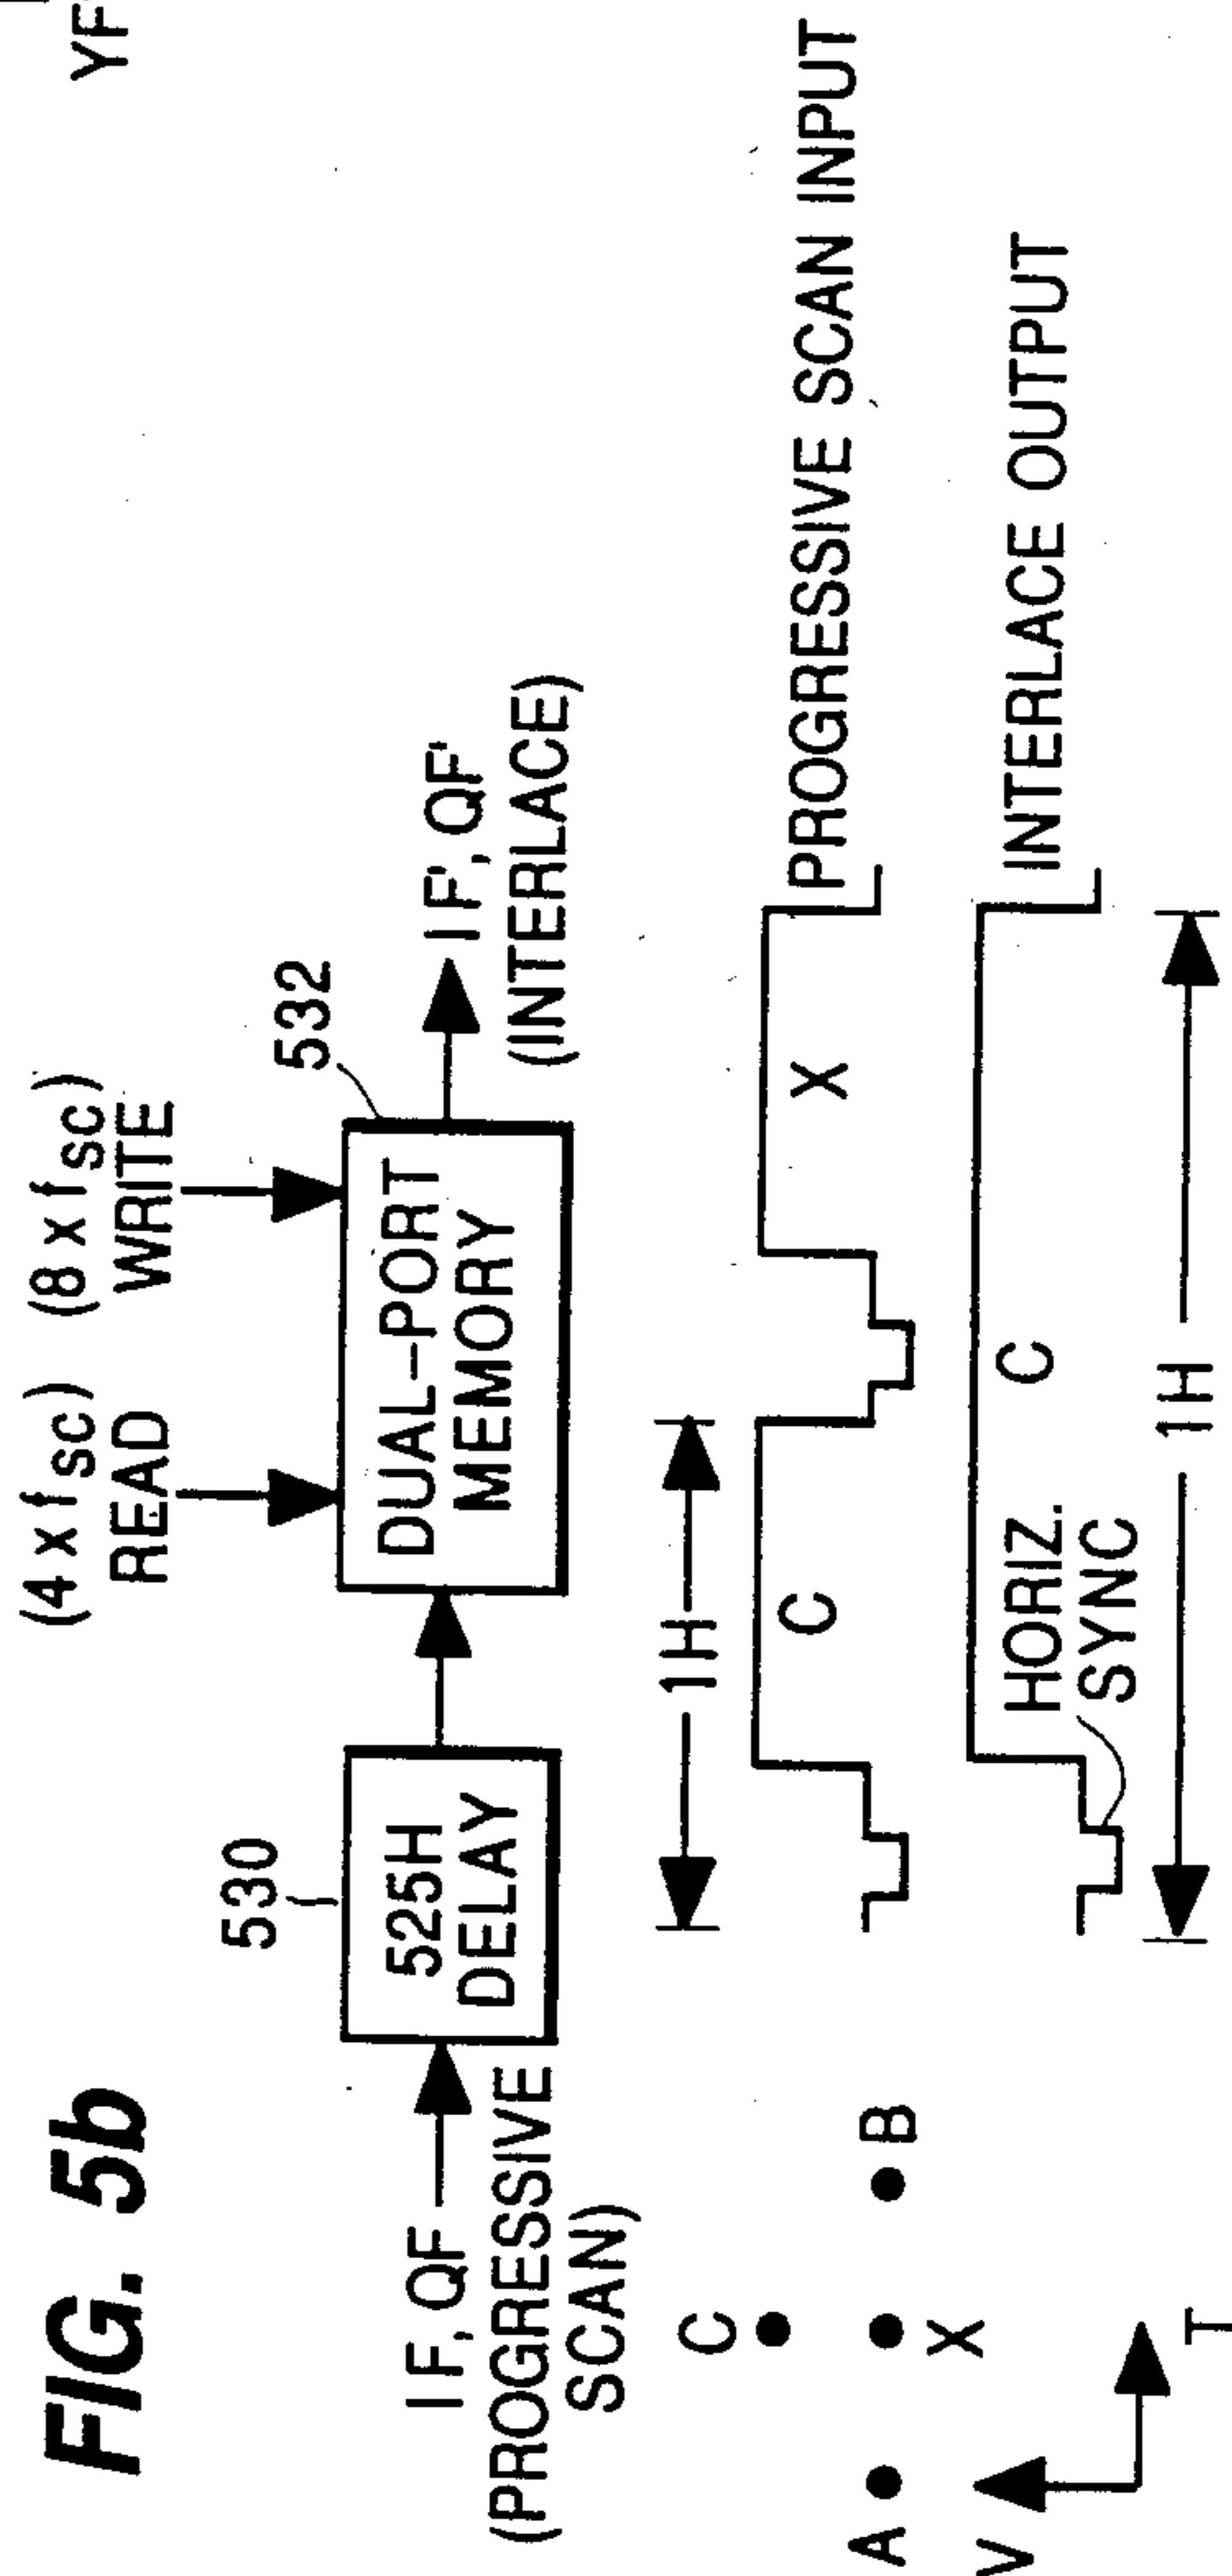 FIG. 5b
YF
(4 x fsc)
READ
(8 x fsc)
WRITE
530
532
IF, QF
(PROGRESSIVE
SCAN)
525H
DELAY
DUAL-PORT
MEMORY
IF', QF'
(INTERLACE)
1H
C
X
PROGRESSIVE SCAN INPUT
C
INTERLACE OUTPUT
HORIZ.
SYNC
1H
C
A
X
B
V
T